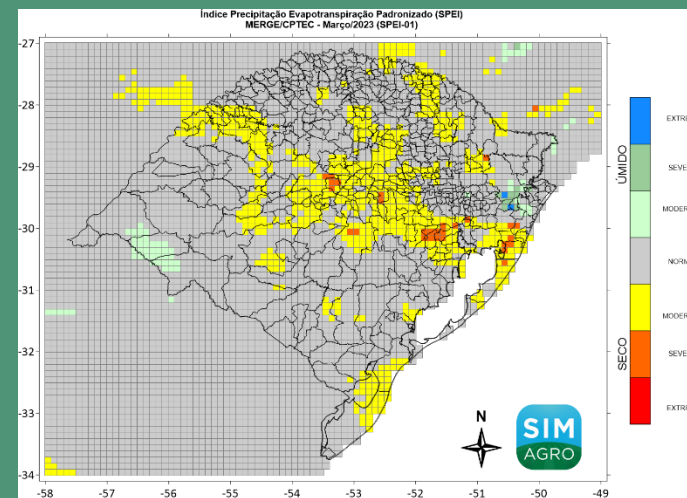 Índice Precipitação Evapotranspiração Padronizado (SPEI)
MERGE/CPTEC - Março/2023 (SPEI-01)
-27
-28
-29
-30
-31
-32
-33
-34
-58
-57
-56
-55
-54
-53
-52
-51
-50
-49
N
SIM
AGRO
ÚMIDO
SECO
EXTRE
SEVE
MODER
NORM
MODER
SEVE
EXTRE